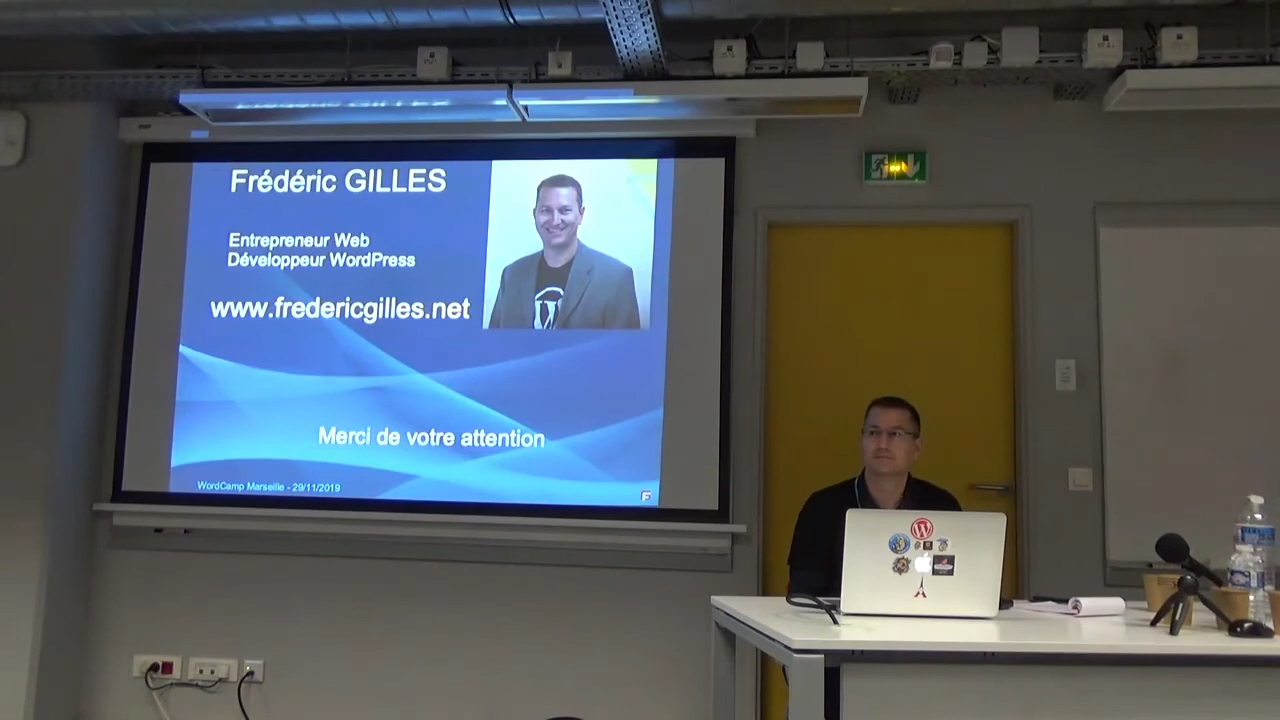 Frédéric GILLES
Entrepreneur Web
Développeur WordPress
www.fredericgilles.net
Merci de votre attention
WordCamp Marseille - 29/11/2019